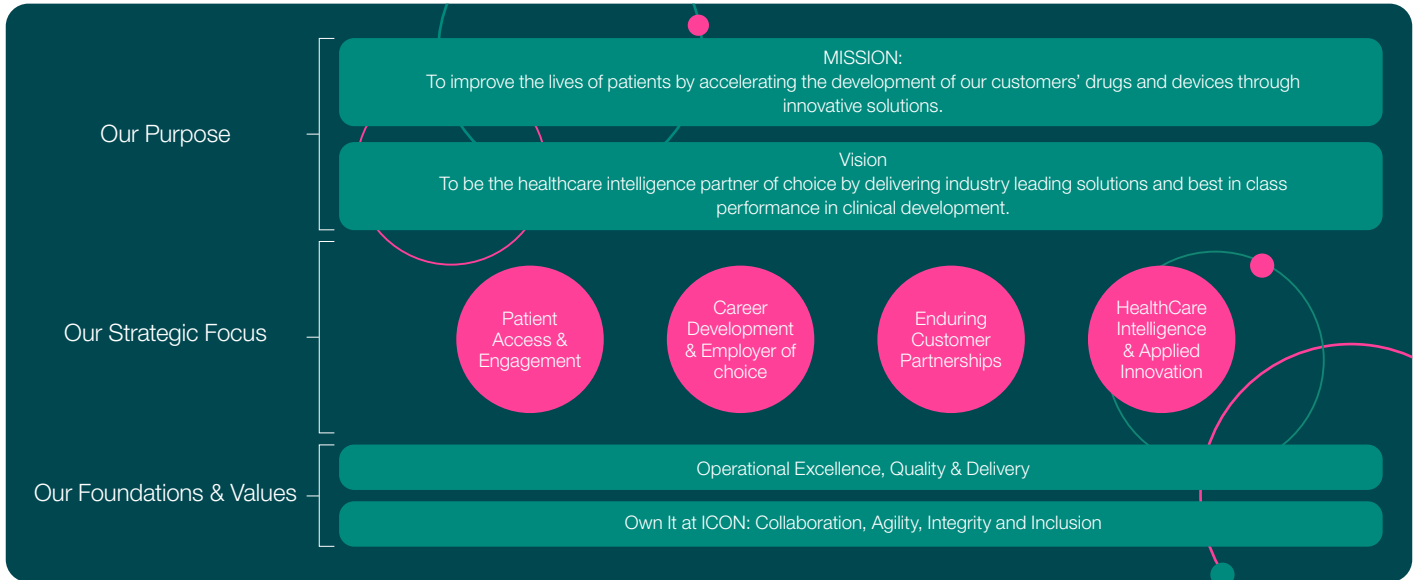 Our Purpose
MISSION:
To improve the lives of patients by accelerating the development of our customers’ drugs and devices through
innovative solutions.
Vision
To be the healthcare intelligence partner of choice by delivering industry leading solutions and best in class
performance in clinical development.
Our Strategic Focus
Patient
Access &
Engagement
Career
Development
& Employer of
choice
Enduring
Customer
Partnerships
HealthCare
Intelligence
& Applied
Innovation
Our Foundations & Values
Operational Excellence, Quality & Delivery
Own It at ICON: Collaboration, Agility, Integrity and Inclusion